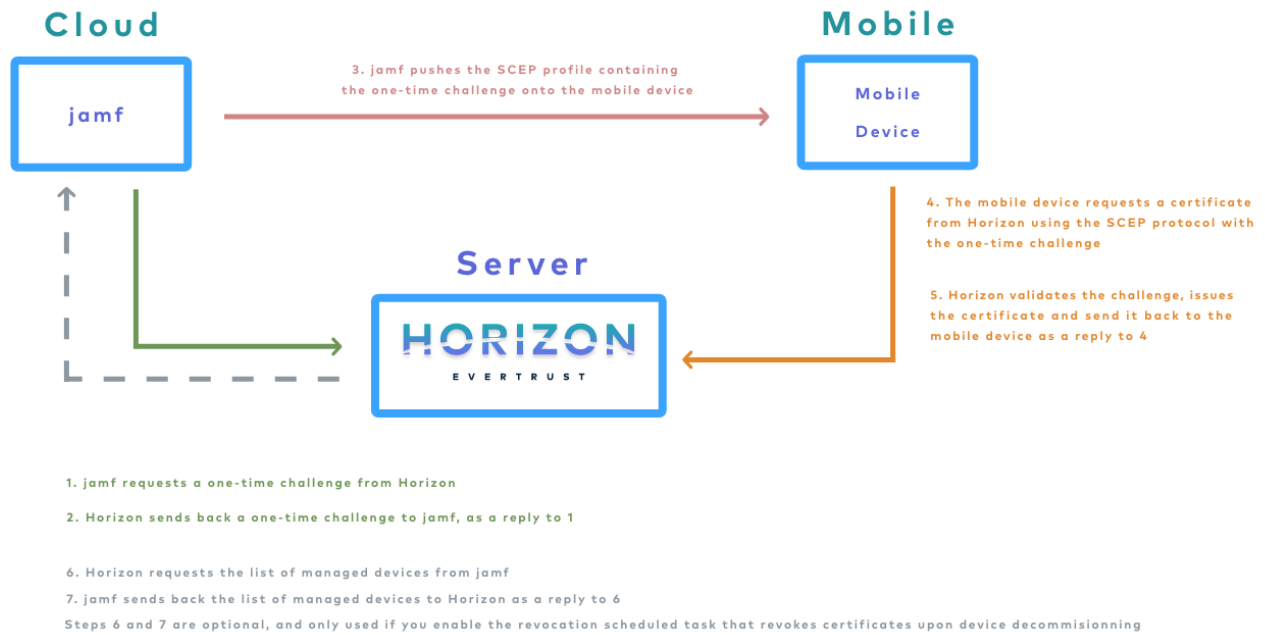 Cloud
Mobile
jamf
3. jamf pushes the SCEP profile containing
the one-time challenge onto the mobile device
Mobile
Device
4. The mobile device requests a certificate
from Horizon using the SCEP protocol with
the one-time challenge
5. Horizon validates the challenge, issues
the certificate and send it back to the
mobile device as a reply to 4
Server
HORIZON
EVERTRUST
1. jamf requests a one-time challenge from Horizon
2. Horizon sends back a one-time challenge to jamf, as a reply to 1
6. Horizon requests the list of managed devices from jamf
7. jamf sends back the list of managed devices to Horizon as a reply to 6
Steps 6 and 7 are optional, and only used if you enable the revocation scheduled task that revokes certificates upon device decommisionning